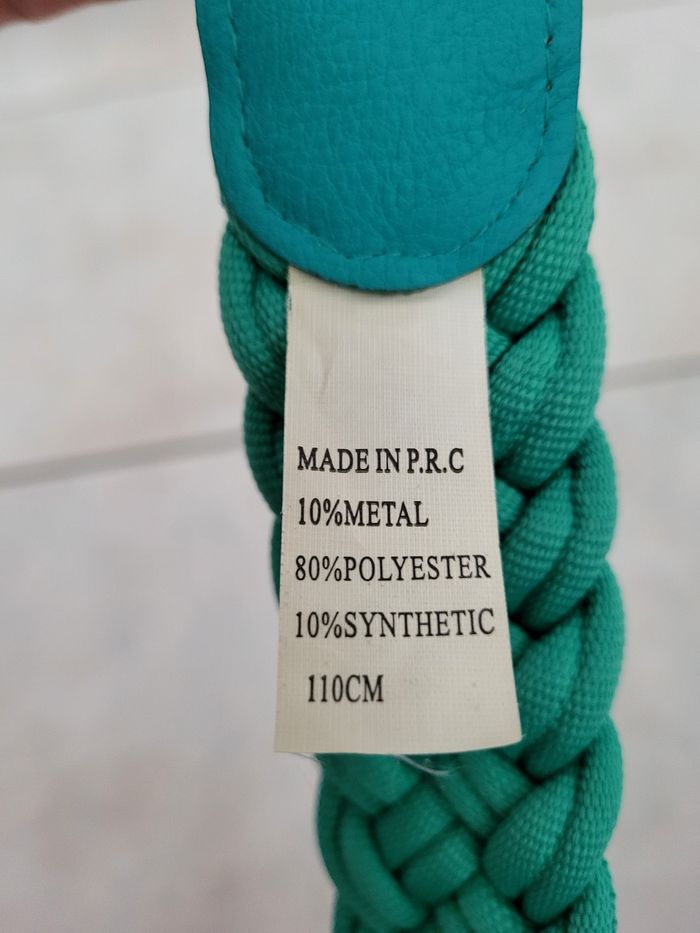 MADE IN P.R.C
10%METAL
80%POLYESTER
10%SYNTHETIC
110CM